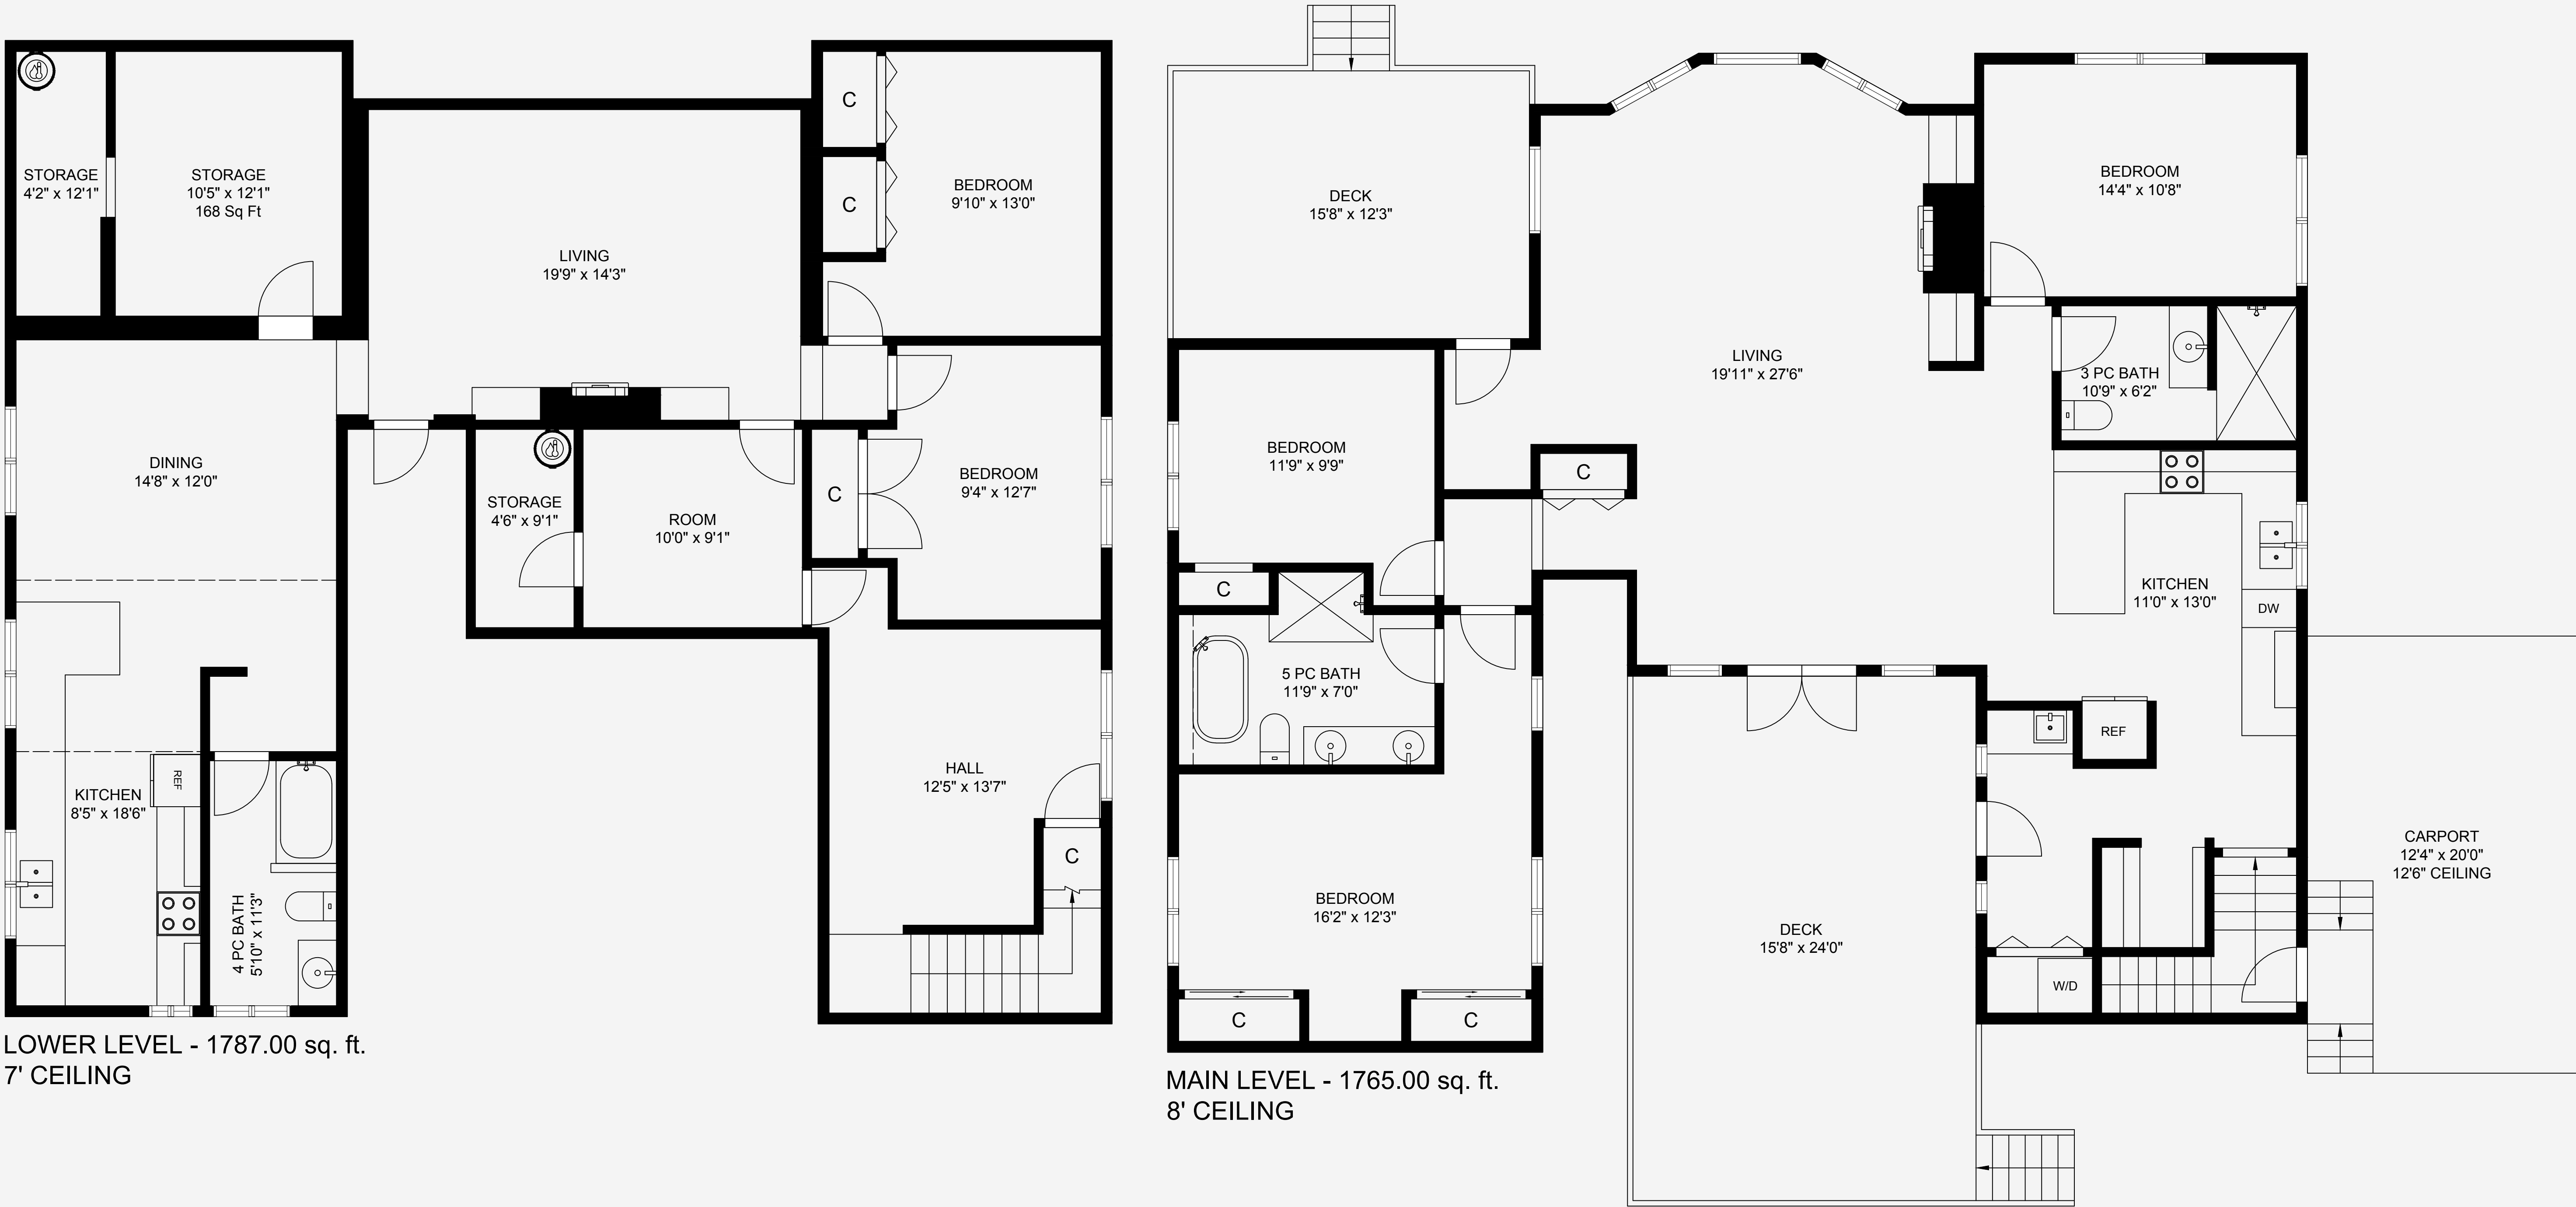 STORAGE
4'2" x 12'1"
STORAGE
10'5" x 12'1"
168 Sq Ft
LIVING
19'9" x 14'3"
C
C
BEDROOM
9'10" x 13'0"
DINING
14'8" x 12'0"
STORAGE
4'6" x 9'1"
ROOM
10'0" x 9'1"
C
BEDROOM
9'4" x 12'7"
KITCHEN
8'5" x 18'6"
REF
4 PC BATH
5'10" x 11'3"
HALL
12'5" x 13'7"
C
LOWER LEVEL - 1787.00 sq. ft.
7' CEILING
DECK
15'8" x 12'3"
LIVING
19'11" x 27'6"
BEDROOM
14'4" x 10'8"
3 PC BATH
10'9" x 6'2"
BEDROOM
11'9" x 9'9"
C
C
KITCHEN
11'0" x 13'0"
DW
5 PC BATH
11'9" x 7'0"
REF
BEDROOM
16'2" x 12'3"
C
C
DECK
15'8" x 24'0"
W/D
CARPORT
12'4" x 20'0"
12'6" CEILING
MAIN LEVEL - 1765.00 sq. ft.
8' CEILING